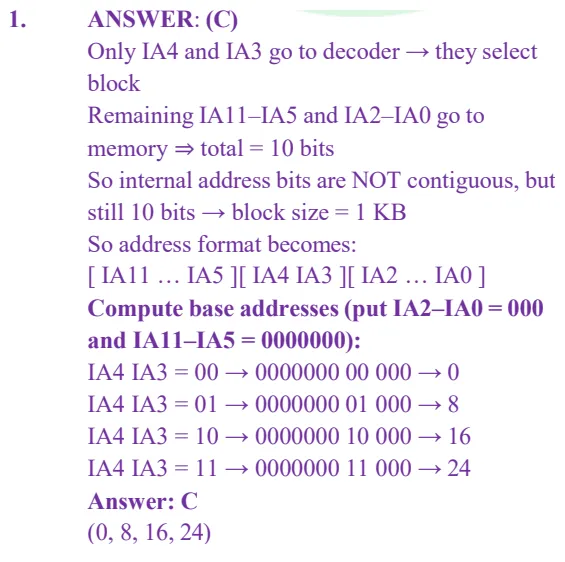 1. ANSWER: (C)
Only IA4 and IA3 go to decoder → they select
block
Remaining IA11–IA5 and IA2–IA0 go to
memory ⇒ total = 10 bits
So internal address bits are NOT contiguous, but
still 10 bits → block size = 1 KB
So address format becomes:
[ IA11 … IA5 ][ IA4 IA3 ][ IA2 … IA0 ]
Compute base addresses (put IA2–IA0 = 000
and IA11–IA5 = 0000000):
IA4 IA3 = 00 → 0000000 00 000 → 0
IA4 IA3 = 01 → 0000000 01 000 → 8
IA4 IA3 = 10 → 0000000 10 000 → 16
IA4 IA3 = 11 → 0000000 11 000 → 24
Answer: C
(0, 8, 16, 24)